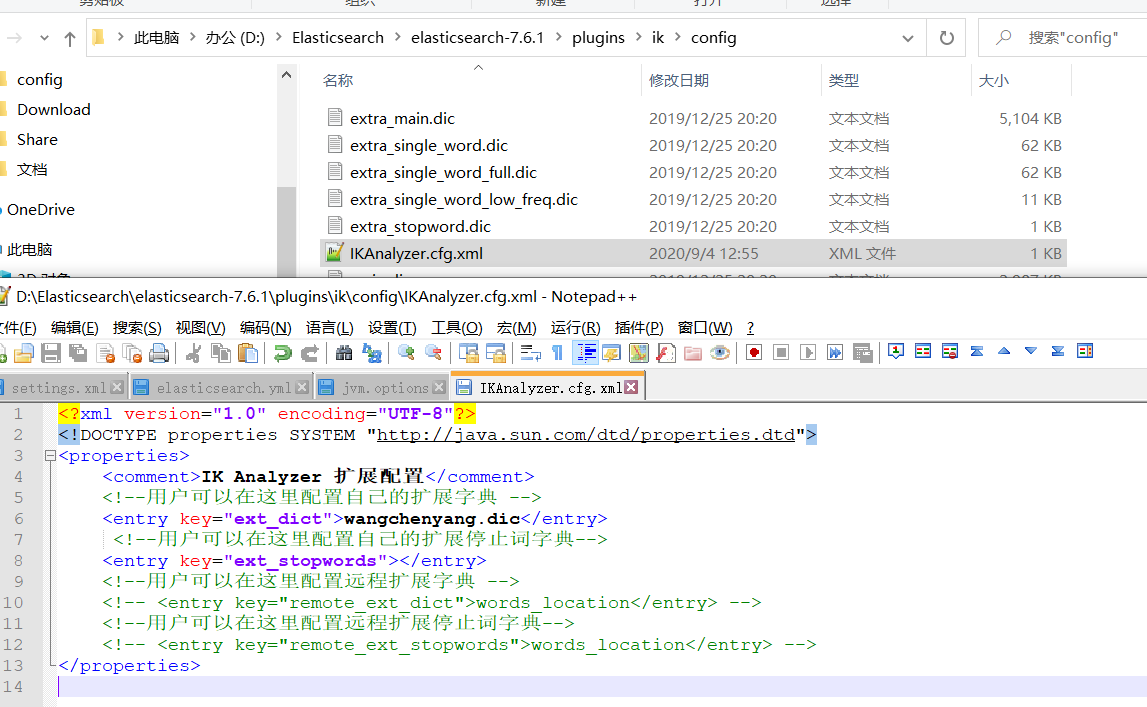 剪贴板 组织 新建 打开 选择
此电脑 办公 (D:) Elasticsearch elasticsearch-7.6.1 plugins ik config 搜索"config"
config
Download
Share
文档
OneDrive
此电脑
3D 对象
名称 修改日期 类型 大小
extra_main.dic 2019/12/25 20:20 文本文档 5,104 KB
extra_single_word.dic 2019/12/25 20:20 文本文档 62 KB
extra_single_word_full.dic 2019/12/25 20:20 文本文档 62 KB
extra_single_word_low_freq.dic 2019/12/25 20:20 文本文档 11 KB
extra_stopword.dic 2019/12/25 20:20 文本文档 1 KB
IKAnalyzer.cfg.xml 2020/9/4 12:55 XML 文件 1 KB
D:\Elasticsearch\elasticsearch-7.6.1\plugins\ik\config\IKAnalyzer.cfg.xml - Notepad++
文件(F) 编辑(E) 搜索(S) 视图(V) 编码(N) 语言(L) 设置(T) 工具(O) 宏(M) 运行(R) 插件(P) 窗口(W) ?
settings.xml elasticsearch.yml jvm.options IKAnalyzer.cfg.xml
1 <?xml version="1.0" encoding="UTF-8"?>
2 <!DOCTYPE properties SYSTEM "http://java.sun.com/dtd/properties.dtd">
3 <properties>
4 <comment>IK Analyzer 扩展配置</comment>
5 <!--用户可以在这里配置自己的扩展字典 -->
6 <entry key="ext_dict">wangchenyang.dic</entry>
7 <!--用户可以在这里配置自己的扩展停止词字典-->
8 <entry key="ext_stopwords"></entry>
9 <!--用户可以在这里配置远程扩展字典 -->
10 <!-- <entry key="remote_ext_dict">words_location</entry> -->
11 <!--用户可以在这里配置远程扩展停止词字典-->
12 <!-- <entry key="remote_ext_stopwords">words_location</entry> -->
13 </properties>
14